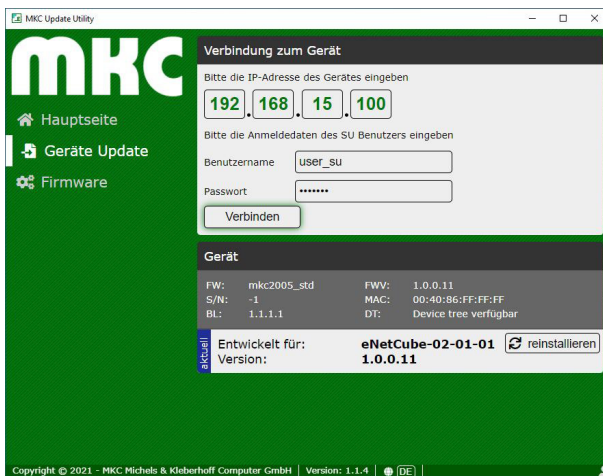 MKC Update Utility
MKC
Hauptseite
Geräte Update
Firmware
Verbindung zum Gerät
Bitte die IP-Adresse des Gerätes eingeben
192.168.15.100
Bitte die Anmeldedaten des SU Benutzers eingeben
Benutzername user_su
Passwort •••••••
Verbinden
Gerät
FW: mkc2005_std FWV: 1.0.0.11
S/N: -1 MAC: 00:40:86:FF:FF:FF
BL: 1.1.1.1 DT: Device tree verfügbar
aktuell
Entwickelt für: eNetCube-02-01-01 reinstallieren
Version: 1.0.0.11
Copyright © 2021 - MKC Michels & Kleberhoff Computer GmbH | Version: 1.1.4 | DE |